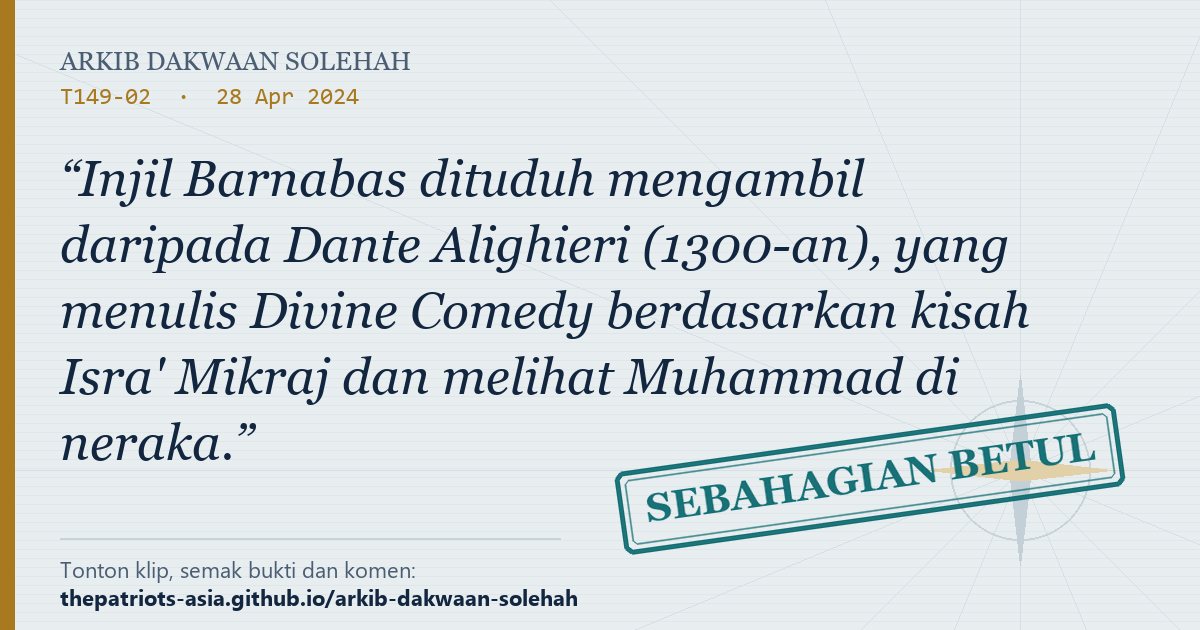 ARKIB DAKWAAN SOLEHAH
T149-02 · 28 Apr 2024
“Injil Barnabas dituduh mengambil
daripada Dante Alighieri (1300-an), yang
menulis Divine Comedy berdasarkan kisah
Isra' Mikraj dan melihat Muhammad di
neraka.”
SEBAHAGIAN BETUL
Tonton klip, semak bukti dan komen:
thepatriots-asia.github.io/arkib-dakwaan-solehah